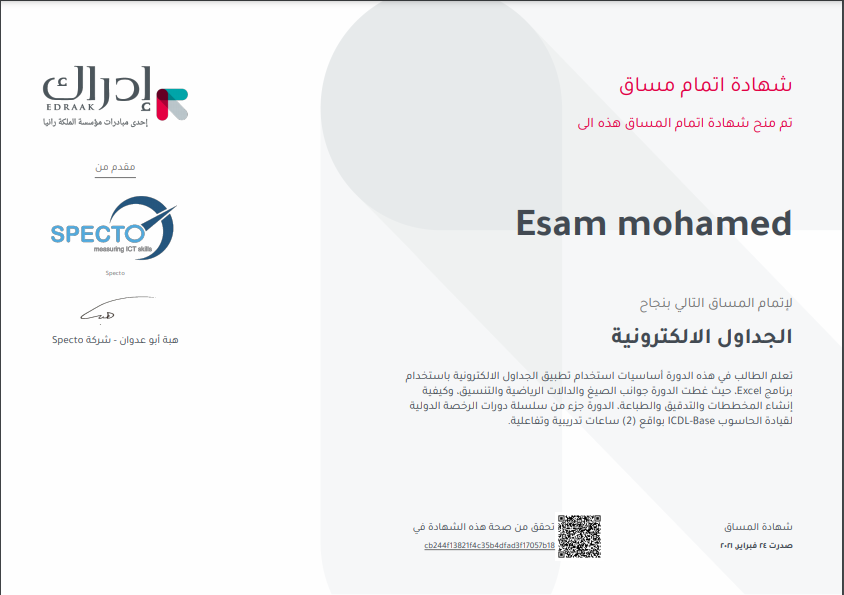 شهادة اتمام مساق
تم منح شهادة اتمام المساق هذه الى
Esam mohamed
لإتمام المساق التالي بنجاح
الجداول الالكترونية
تعلم الطالب في هذه الدورة أساسيات استخدام تطبيق الجداول الالكترونية باستخدام
برنامج Excel، حيث غطت الدورة جوانب الصيغ والدالات الرياضية والتنسيق، وكيفية
إنشاء المخططات والتدقيق والطباعة. الدورة جزء من سلسلة دورات الرخصة الدولية
لقيادة الحاسوب ICDL-Base بواقع (2) ساعات تدريبية وتفاعلية.
شهادة المساق
صدرت ٢٤ فبراير, ٢٠٢١
تحقق من صحة هذه الشهادة في
cb244f13821f4c35b4dfad3f17057b18
إدراك
EDRAAK
إحدى مبادرات مؤسسة الملكة رانيا
مقدم من
SPECTO
measuring ICT skills
Specto
هبة أبو عدوان - شركة Specto